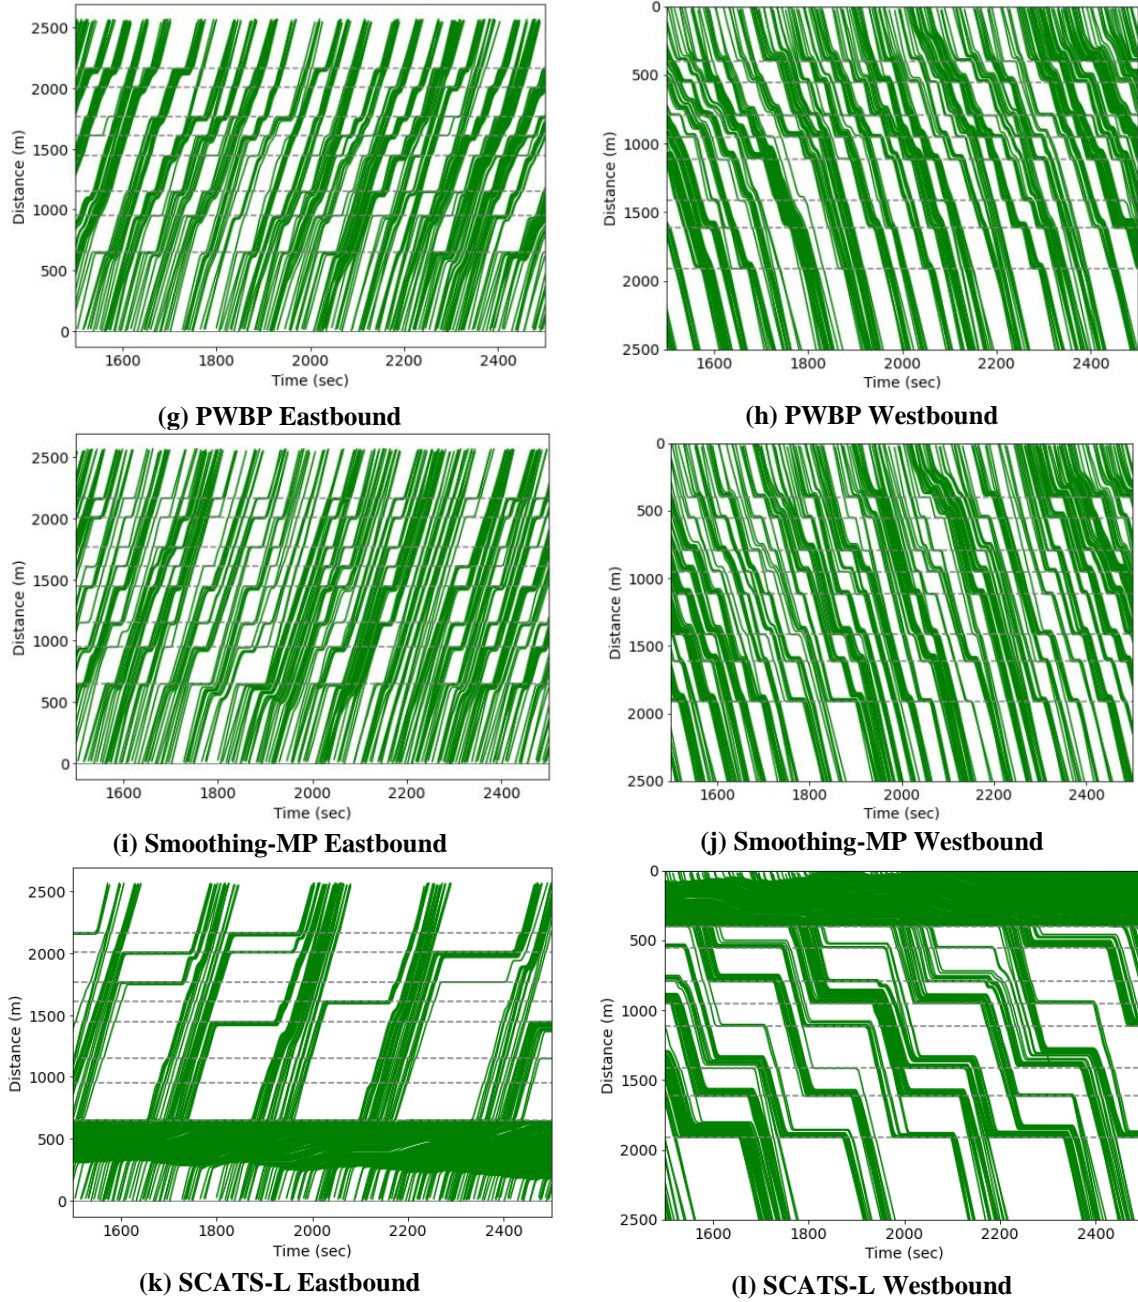 2500
2000
1500
1000
500
0
Distance (m)
1600 1800 2000 2200 2400
Time (sec)
(g) PWBP Eastbound
0
500
1000
1500
2000
2500
Distance (m)
1600 1800 2000 2200 2400
Time (sec)
(h) PWBP Westbound
2500
2000
1500
1000
500
0
Distance (m)
1600 1800 2000 2200 2400
Time (sec)
(i) Smoothing-MP Eastbound
0
500
1000
1500
2000
2500
Distance (m)
1600 1800 2000 2200 2400
Time (sec)
(j) Smoothing-MP Westbound
2500
2000
1500
1000
500
0
Distance (m)
1600 1800 2000 2200 2400
Time (sec)
(k) SCATS-L Eastbound
0
500
1000
1500
2000
2500
Distance (m)
1600 1800 2000 2200 2400
Time (sec)
(l) SCATS-L Westbound